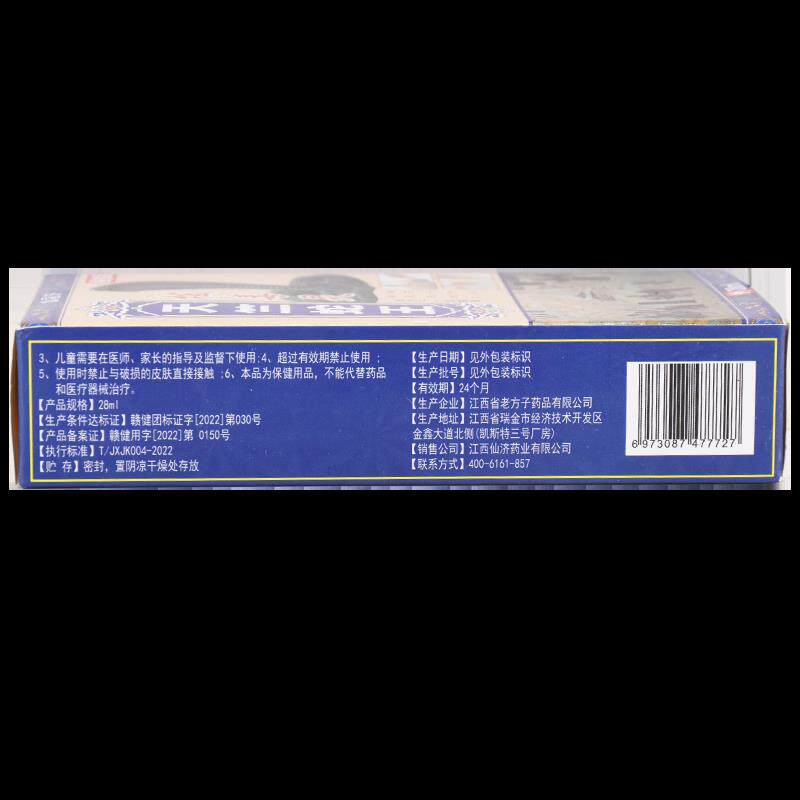 3、儿童需要在医师、家长的指导及监督下使用;4、超过有效期禁止使用；
5、使用时禁止与破损的皮肤直接接触;6、本品为保健用品，不能代替药品
和医疗器械治疗。
【产品规格】28ml
【生产条件达标证】赣健团标证字[2022]第030号
【产品备案证】赣健用字[2022]第 0150号
【执行标准】T/JXJK004-2022
【贮 存】密封，置阴凉干燥处存放
【生产日期】见外包装标识
【生产批号】见外包装标识
【有效期】24个月
【生产企业】江西省老方子药品有限公司
【生产地址】江西省瑞金市经济技术开发区
金鑫大道北侧(凯斯特三号厂房)
【销售公司】江西仙济药业有限公司
【联系方式】400-6161-857
6 973087 477727